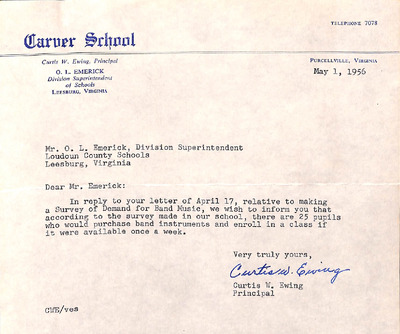 TELEPHONE 7078
Carver School
Curtis W. Ewing, Principal
PURCELLVILLE, VIRGINIA
O. L. EMERICK
May 1, 1956
Division Superintendent
of Schools
LEESBURG, VIRGINIA
Mr. O. L. Emerick, Division Superintendent
Loudoun County Schools
Leesburg, Virginia
Dear Mr. Emerick:
In reply to your letter of April 17, relative to making
a Survey of Demand for Band Music, we wish to inform you that
according to the survey made in our school, there are 25 pupils
who would purchase band instruments and enroll in a class if
it were available once a week.
Very truly yours,
Curtis W. Ewing
Curtis W. Ewing
Principal
CWE/ves